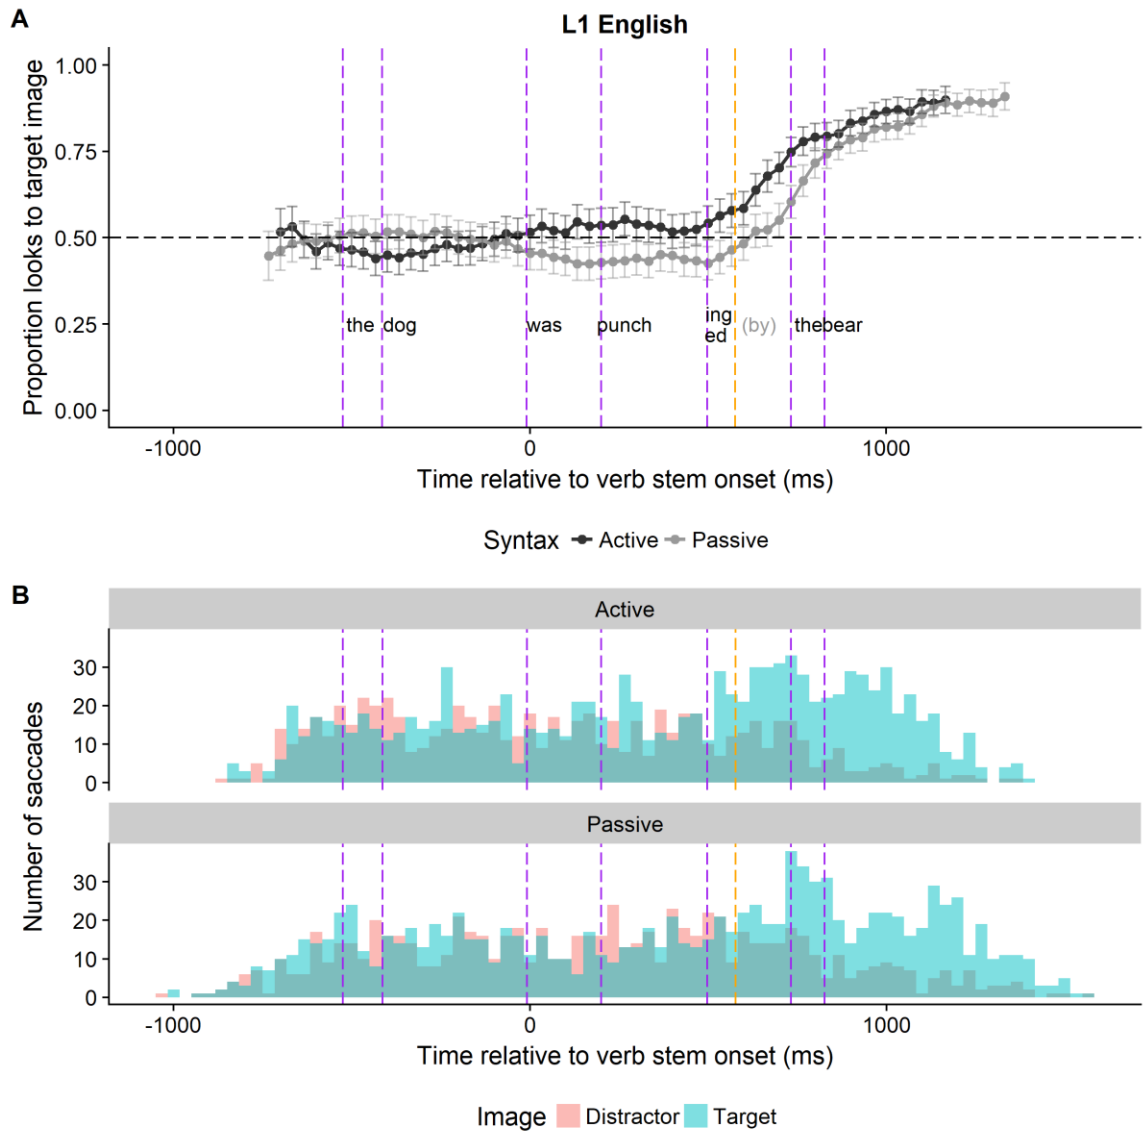 A
L1 English
Proportion looks to target image
1.00
0.75
0.50
0.25
0.00
the dog was punch ing ed (by) the bear
-1000 0 1000
Time relative to verb stem onset (ms)
Syntax Active Passive
B
Number of saccades
Active
30
20
10
0
Passive
30
20
10
0
-1000 0 1000
Time relative to verb stem onset (ms)
Image Distractor Target